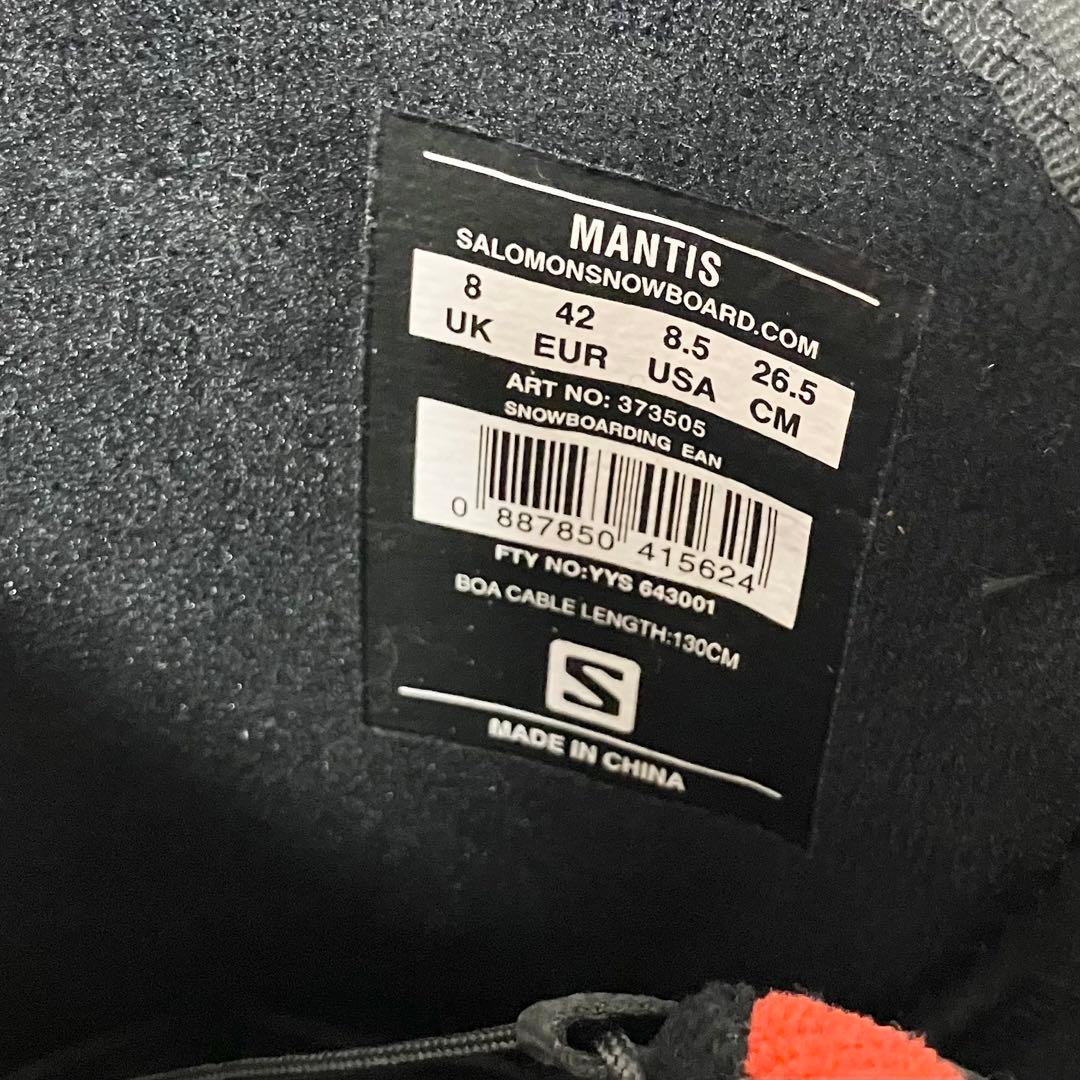 MANTIS
SALOMONSNOWBOARD.COM
8 42 8.5 26.5
UK EUR USA CM
ART NO: 373505
SNOWBOARDING EAN
0 887850 415624
FTY NO:YYS 643001
BOA CABLE LENGTH:130CM
S
MADE IN CHINA